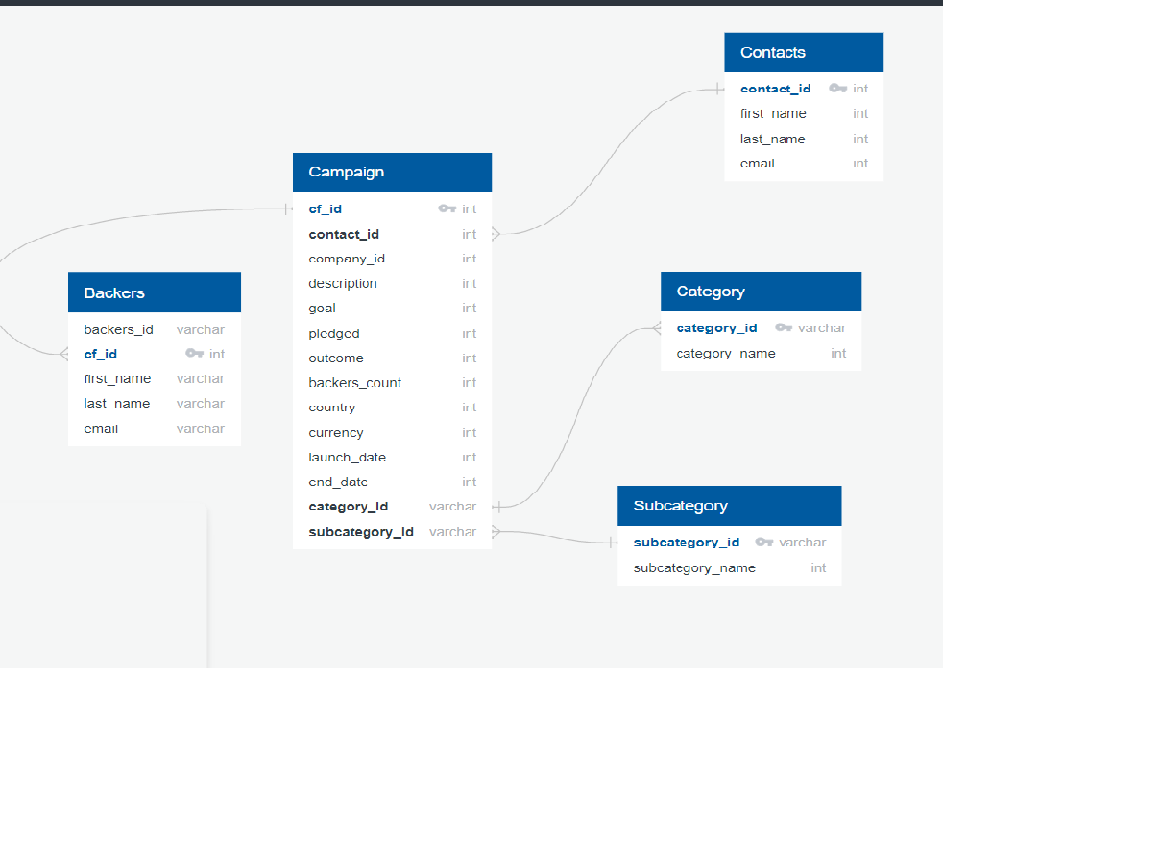 Contacts
contact_id int
first_name int
last_name int
email int
Campaign
cf_id int
contact_id int
company_id int
description int
goal int
pledged int
outcome int
backers_count int
country int
currency int
launch_date int
end_date int
category_id varchar
subcategory_id varchar
Backers
backers_id varchar
cf_id int
first_name varchar
last_name varchar
email varchar
Category
category_id varchar
category_name int
Subcategory
subcategory_id varchar
subcategory_name int